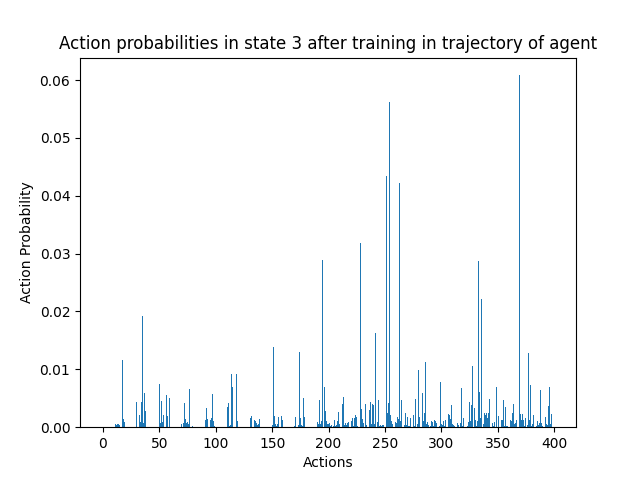 Action probabilities in state 3 after training in trajectory of agent
0.06
0.05
0.04
0.03
0.02
0.01
0.00
Action Probability
0 50 100 150 200 250 300 350 400
Actions